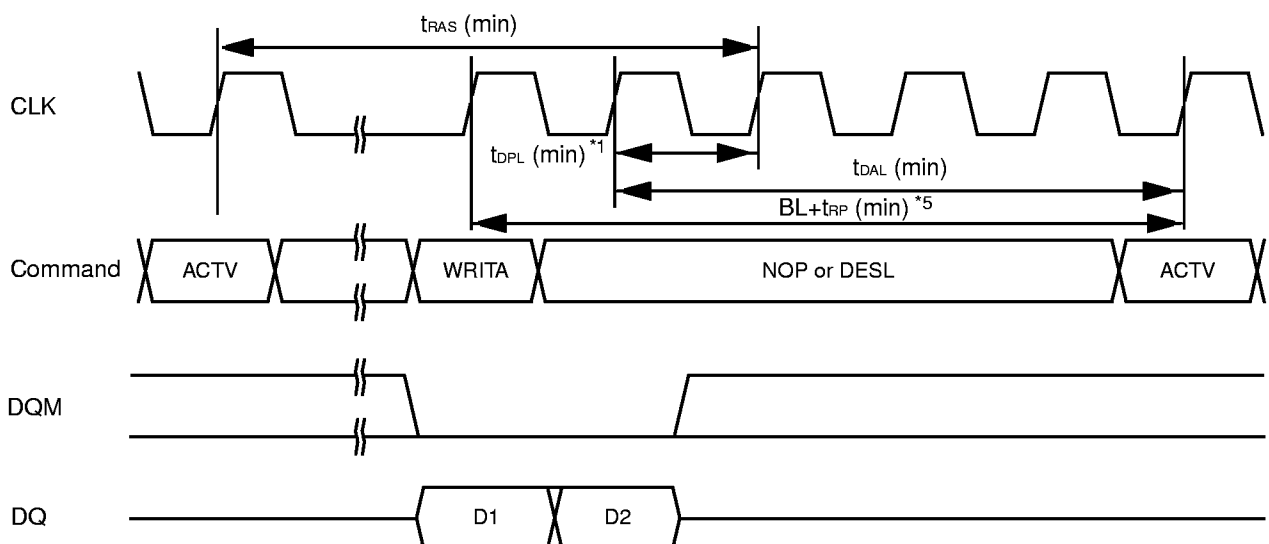 tRAS (min)
CLK
tDPL (min) *1
tDAL (min)
BL+tRP (min) *5
Command ACTV WRITA NOP or DESL ACTV
DQM
DQ D1 D2